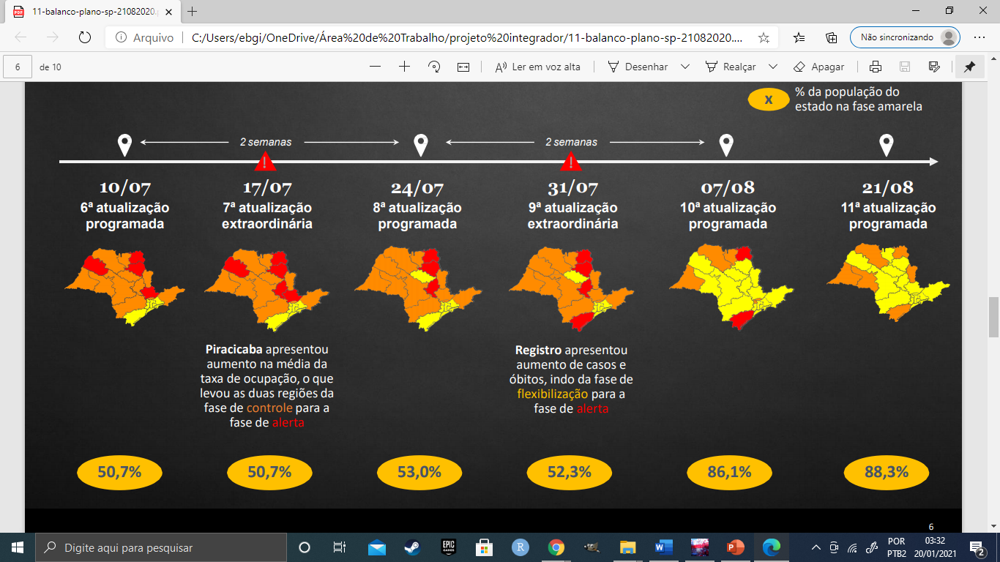 11-balanco-plano-sp-21082020.
Arquivo
C:/Users/ebgi/OneDrive/Área%20de%20Trabalho/projeto%20integrador/11-balanco-plano-sp-21082020....
Não sincronizando
6
de 10
Ler em voz alta
Desenhar
Realçar
Apagar
X
% da população do
estado na fase amarela
2 semanas
2 semanas
10/07
6ª atualização
programada
17/07
7ª atualização
extraordinária
24/07
8ª atualização
programada
31/07
9ª atualização
extraordinária
07/08
10ª atualização
programada
21/08
11ª atualização
programada
Piracicaba apresentou
aumento na média da
taxa de ocupação, o que
levou as duas regiões da
fase de controle para a
fase de alerta
Registro apresentou
aumento de casos e
óbitos, indo da fase de
flexibilização para a
fase de alerta
50,7%
50,7%
53,0%
52,3%
86,1%
88,3%
6
Digite aqui para pesquisar
EPIC
GAMES
R
W
P
POR
PTB2
03:32
20/01/2021
2